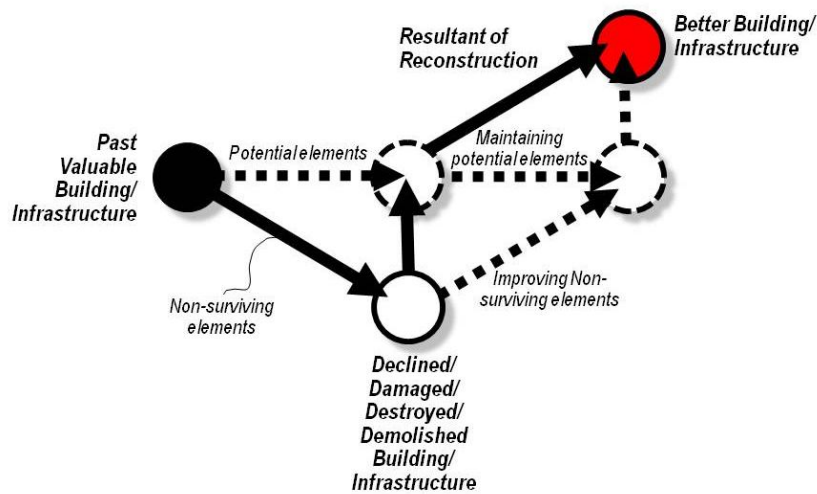 Better Building/
Infrastructure
Resultant of
Reconstruction
Past
Valuable
Building/
Infrastructure
Potential elements
Maintaining
potential elements
Non-surviving
elements
Improving Non-
surviving elements
Declined/
Damaged/
Destroyed/
Demolished
Building/
Infrastructure